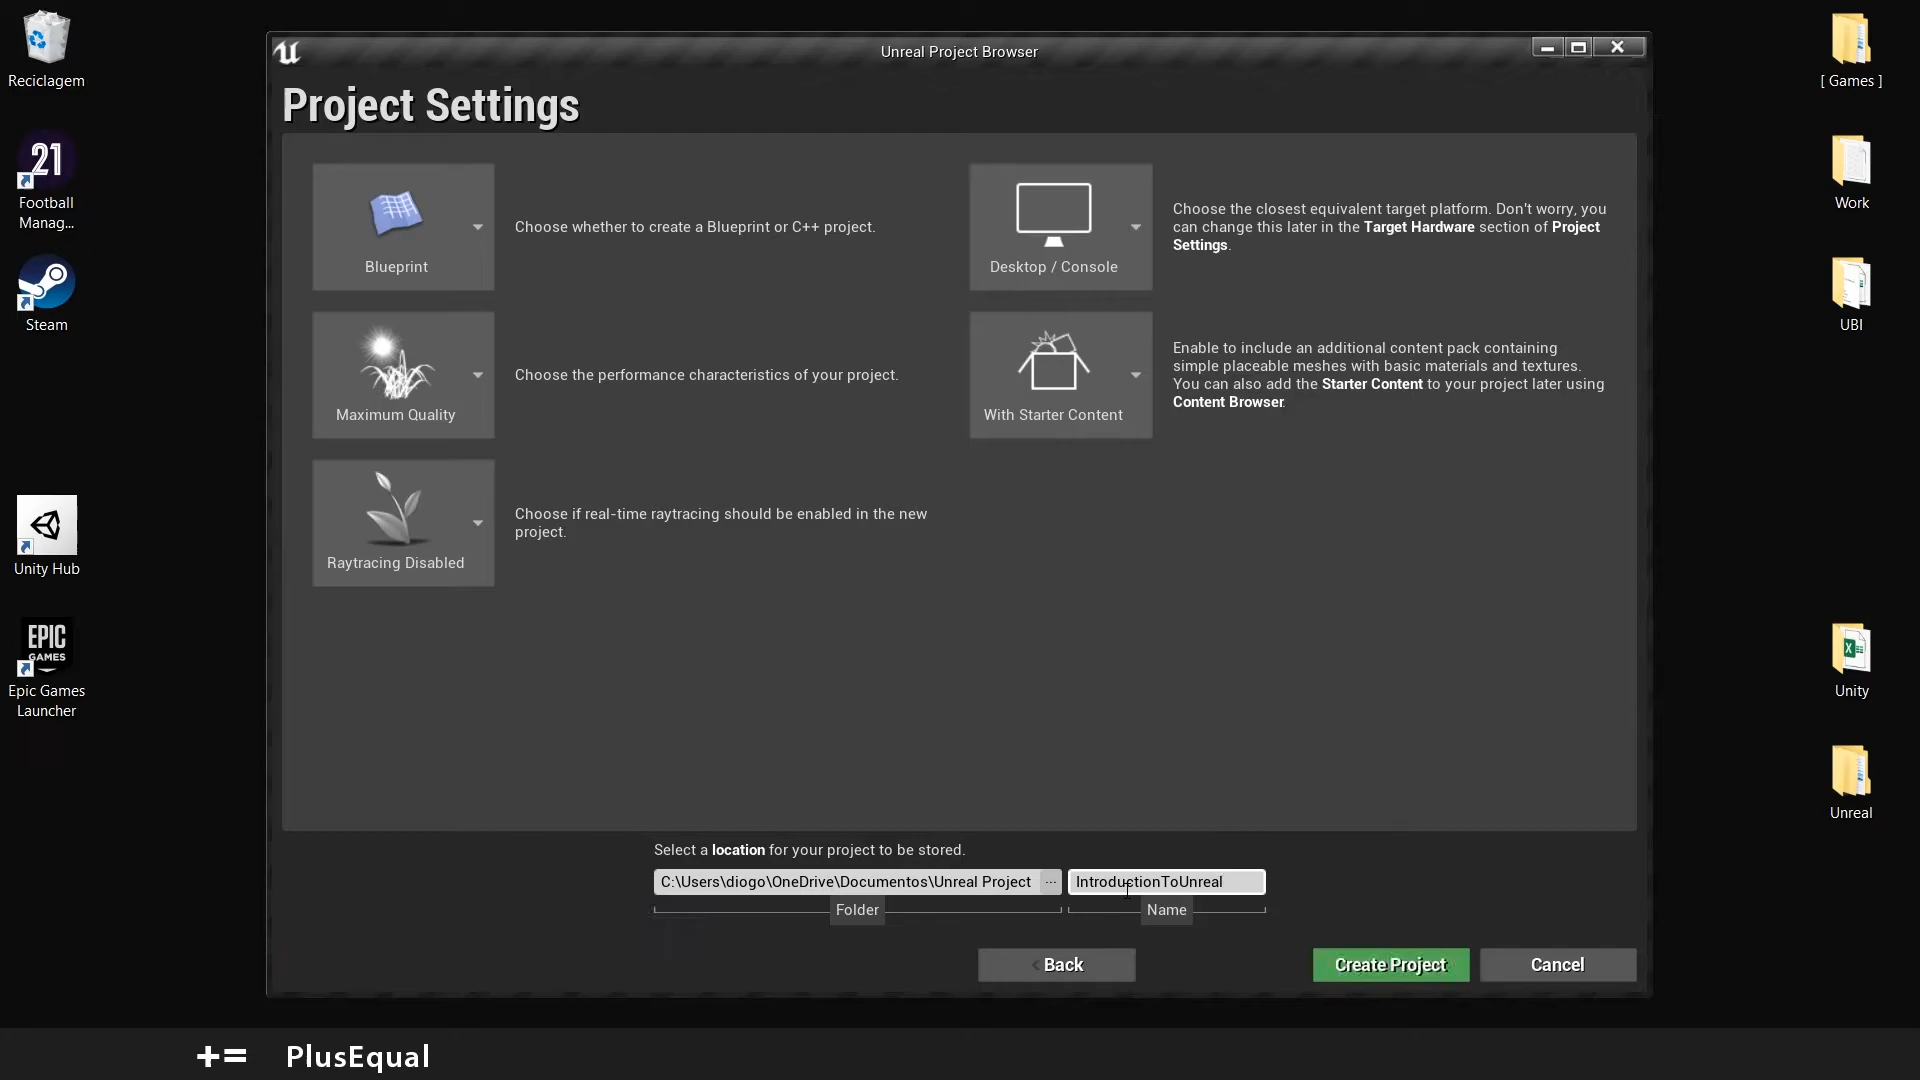 Unreal Project Browser
Project Settings
Blueprint
Choose whether to create a Blueprint or C++ project.
Desktop / Console
Choose the closest equivalent target platform. Don't worry, you
can change this later in the Target Hardware section of Project
Settings.
Maximum Quality
Choose the performance characteristics of your project.
With Starter Content
Enable to include an additional content pack containing
simple placeable meshes with basic materials and textures.
You can also add the Starter Content to your project later using
Content Browser.
Raytracing Disabled
Choose if real-time raytracing should be enabled in the new
project.
Select a location for your project to be stored.
C:\Users\diogo\OneDrive\Documentos\Unreal Project
...
IntroductionToUnreal
Folder
Name
< Back
Create Project
Cancel
Reciclagem
21
Football
Manag...
Steam
Unity Hub
EPIC
GAMES
Epic Games
Launcher
[ Games ]
Work
UBI
Unity
Unreal
+= PlusEqual